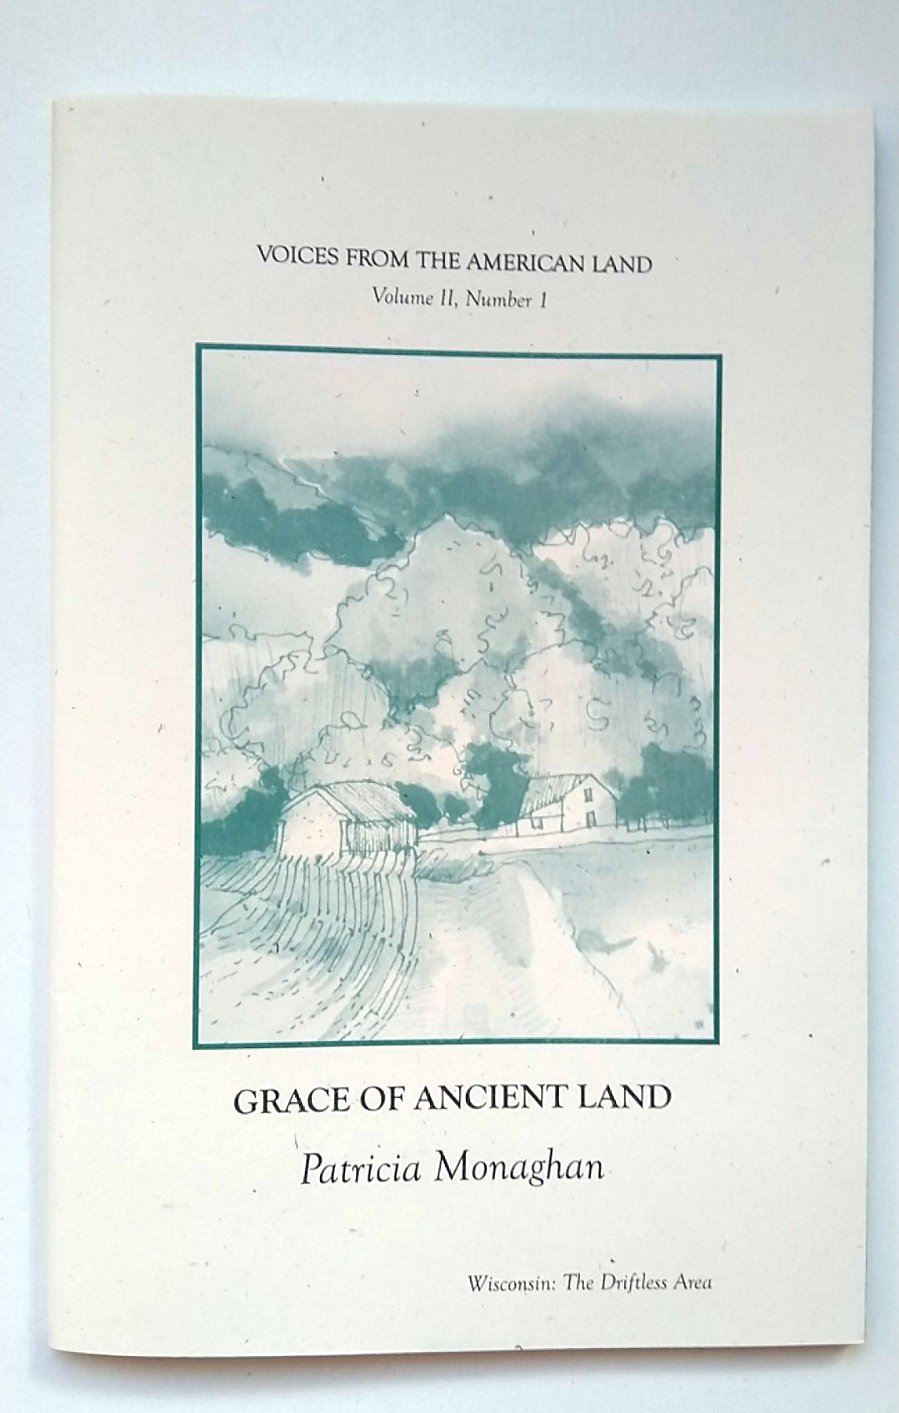 VOICES FROM THE AMERICAN LAND
Volume II, Number 1
GRACE OF ANCIENT LAND
Patricia Monaghan
Wisconsin: The Driftless Area